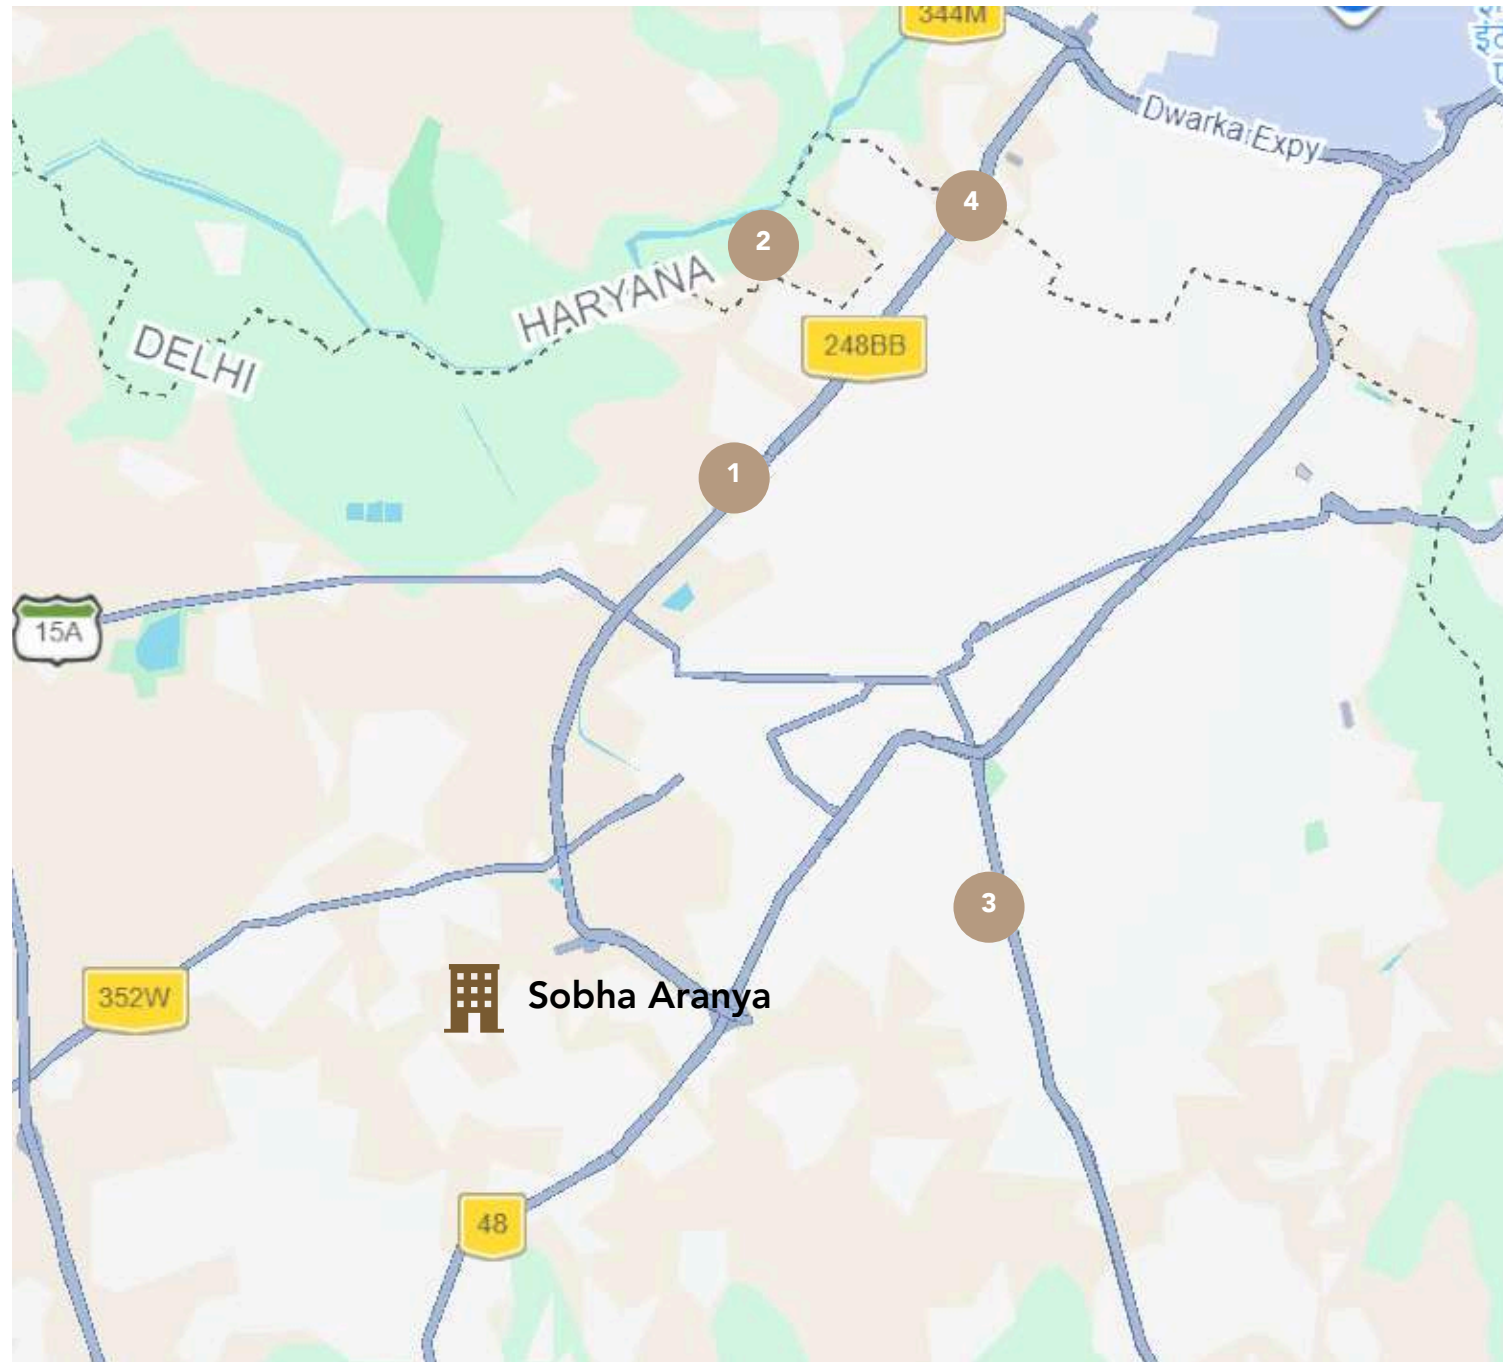 344M
Dwarka Expy
4
2
HARYANA
DELHI
248BB
1
15A
3
352W
Sobha Aranya
48